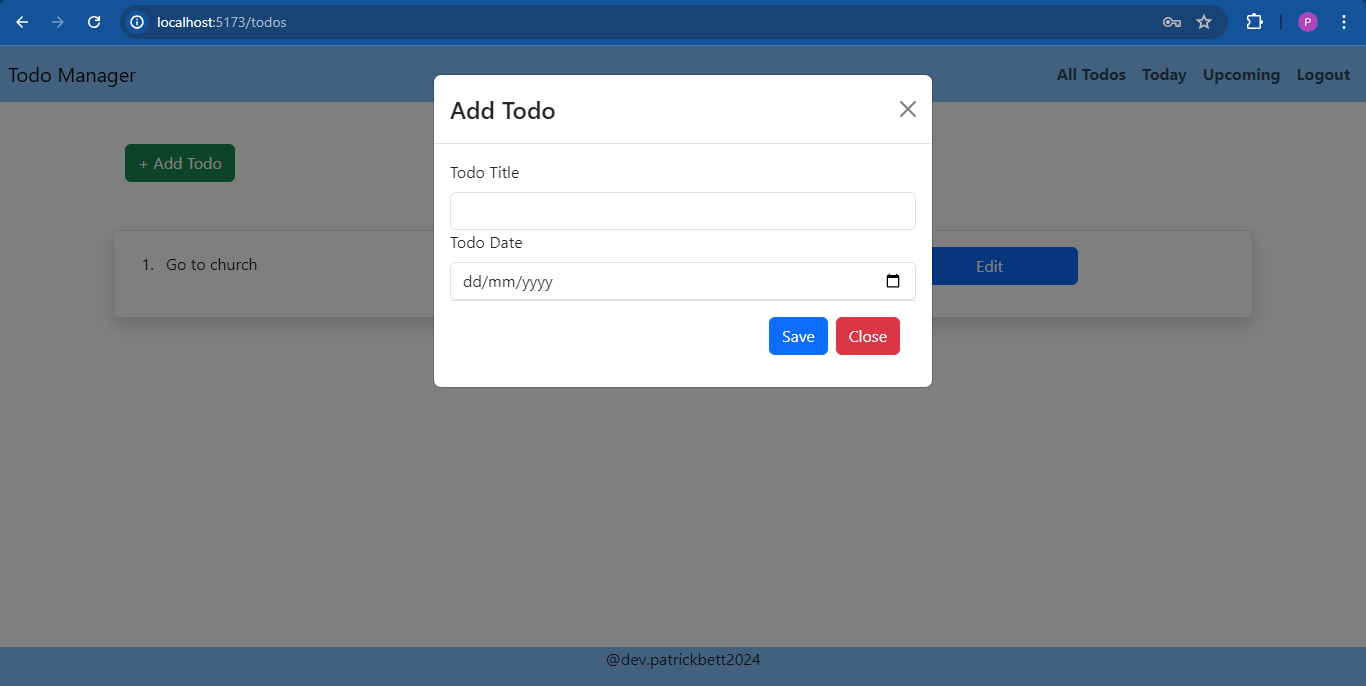 localhost:5173/todos
P
Todo Manager
All Todos Today Upcoming Logout
Add Todo
+ Add Todo
Todo Title
Todo Date
1. Go to church
Edit
dd/mm/yyyy
Save Close
@dev.patrickbett2024